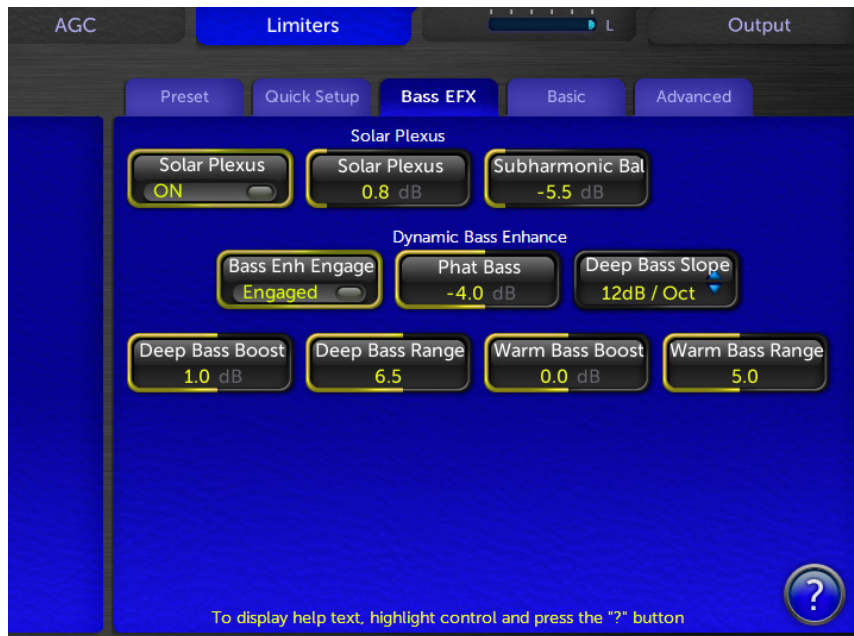 AGC
Limiters
L
Output
Preset
Quick Setup
Bass EFX
Basic
Advanced
Solar Plexus
Solar Plexus
ON
Solar Plexus
0.8 dB
Subharmonic Bal
-5.5 dB
Dynamic Bass Enhance
Bass Enh Engage
Engaged
Phat Bass
-4.0 dB
Deep Bass Slope
12dB / Oct
Deep Bass Boost
1.0 dB
Deep Bass Range
6.5
Warm Bass Boost
0.0 dB
Warm Bass Range
5.0
?
To display help text, highlight control and press the "?" button